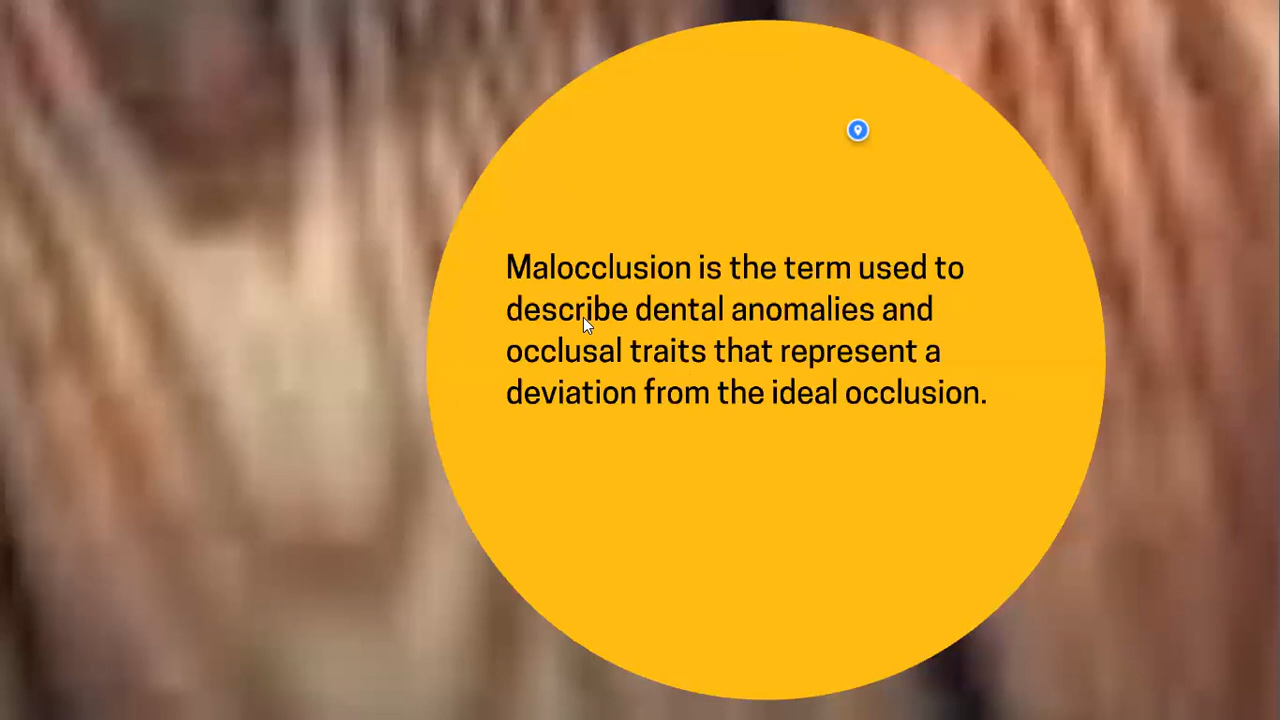 Malocclusion is the term used to
describe dental anomalies and
occlusal traits that represent a
deviation from the ideal occlusion.